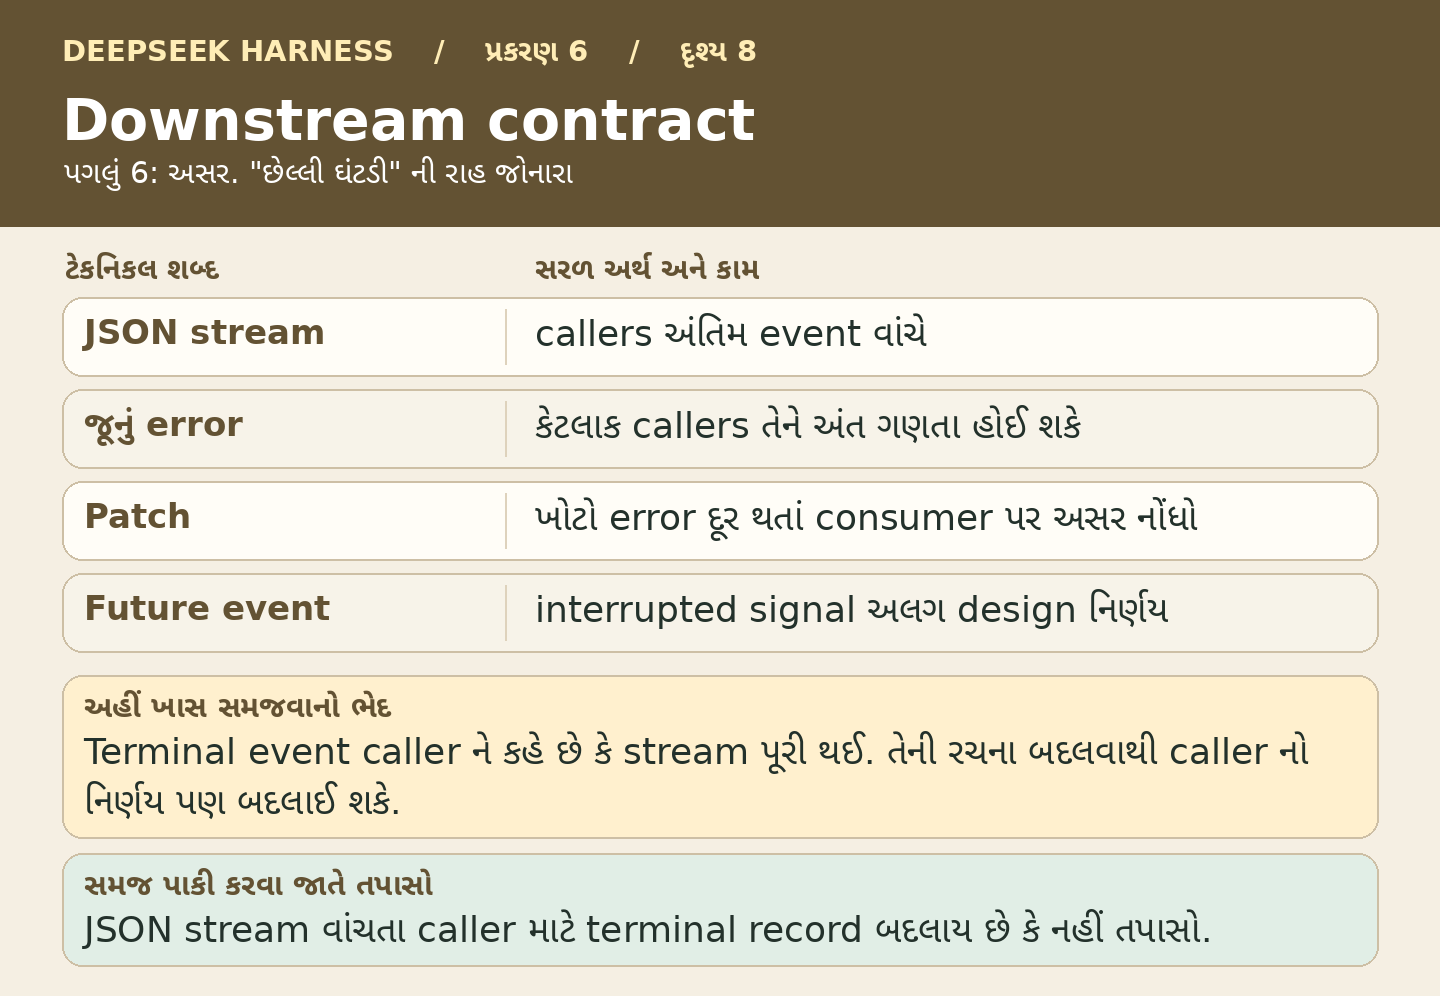 DEEPSEEK HARNESS / પ્રકરણ 6 / દૃશ્ય 8
Downstream contract
પગલું 6: અસર. "છેલ્લી ઘંટડી" ની રાહ જોનારા
ટેકનિકલ શબ્દ સરળ અર્થ અને કામ
JSON stream callers અંતિમ event વાંચે
જૂનું error કેટલાક callers તેને અંત ગણતા હોઈ શકે
Patch ખોટો error દૂર થતાં consumer પર અસર નોંધો
Future event interrupted signal અલગ design નિર્ણય
અહીં ખાસ સમજવાનો ભેદ
Terminal event caller ને કહે છે કે stream પૂરી થઈ. તેની રચના બદલવાથી caller નો
નિર્ણય પણ બદલાઈ શકે.
સમજ પાકી કરવા જાતે તપાસો
JSON stream વાંચતા caller માટે terminal record બદલાય છે કે નહીં તપાસો.